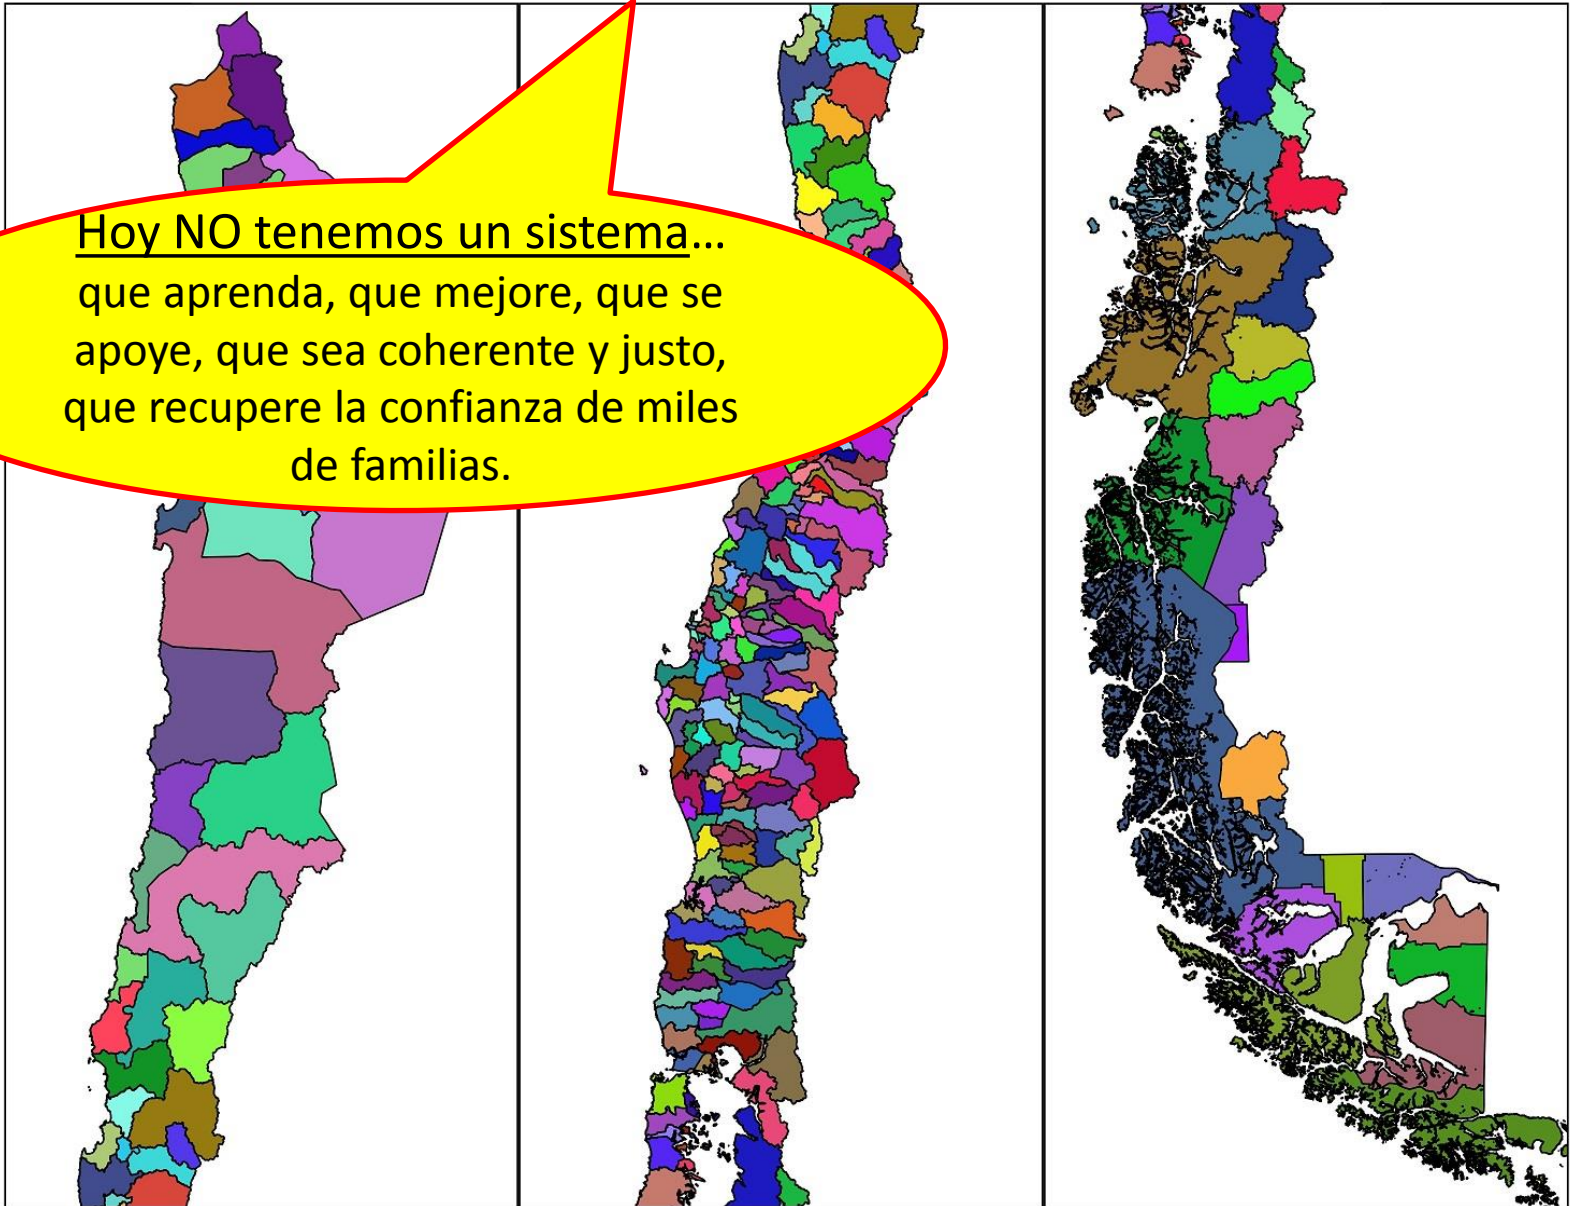 Hoy NO tenemos un sistema...
que aprenda, que mejore, que se
apoye, que sea coherente y justo,
que recupere la confianza de miles
de familias.